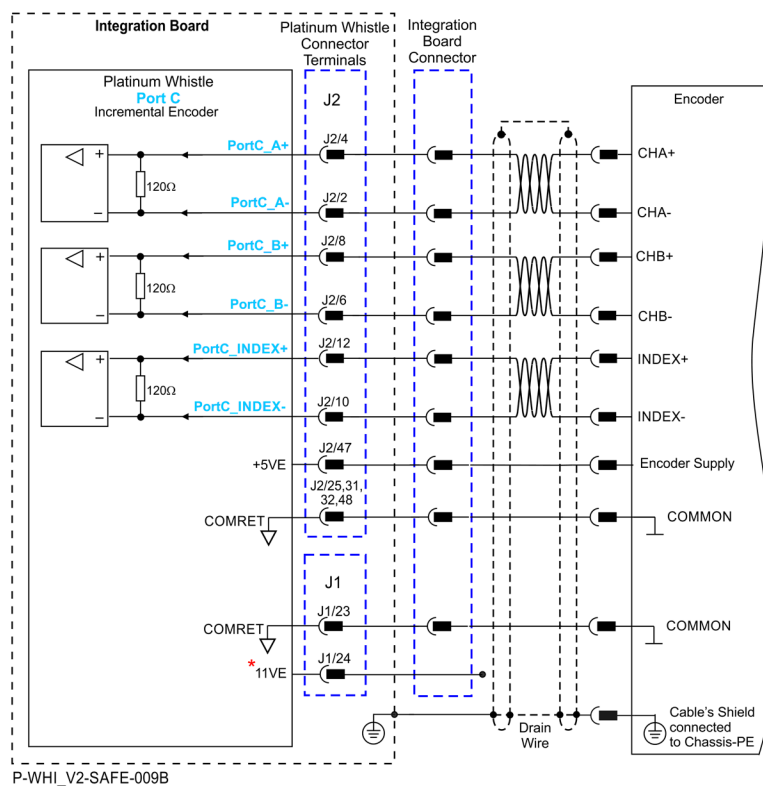 Integration Board
Platinum Whistle
Connector
Terminals
Integration
Board
Connector
Platinum Whistle
Port C
Incremental Encoder
J2
Encoder
PortC_A+
J2/4
CHA+
+
120Ω
PortC_A-
J2/2
CHA-
–
PortC_B+
J2/8
CHB+
+
120Ω
PortC_B-
J2/6
CHB-
–
PortC_INDEX+
J2/12
INDEX+
+
120Ω
PortC_INDEX-
J2/10
INDEX-
–
+5VE
J2/47
Encoder Supply
J2/25,31,
32,48
COMRET
COMMON
J1
J1/23
COMRET
COMMON
J1/24
*11VE
Drain
Wire
Cable's Shield
connected
to Chassis-PE
P-WHI_V2-SAFE-009B